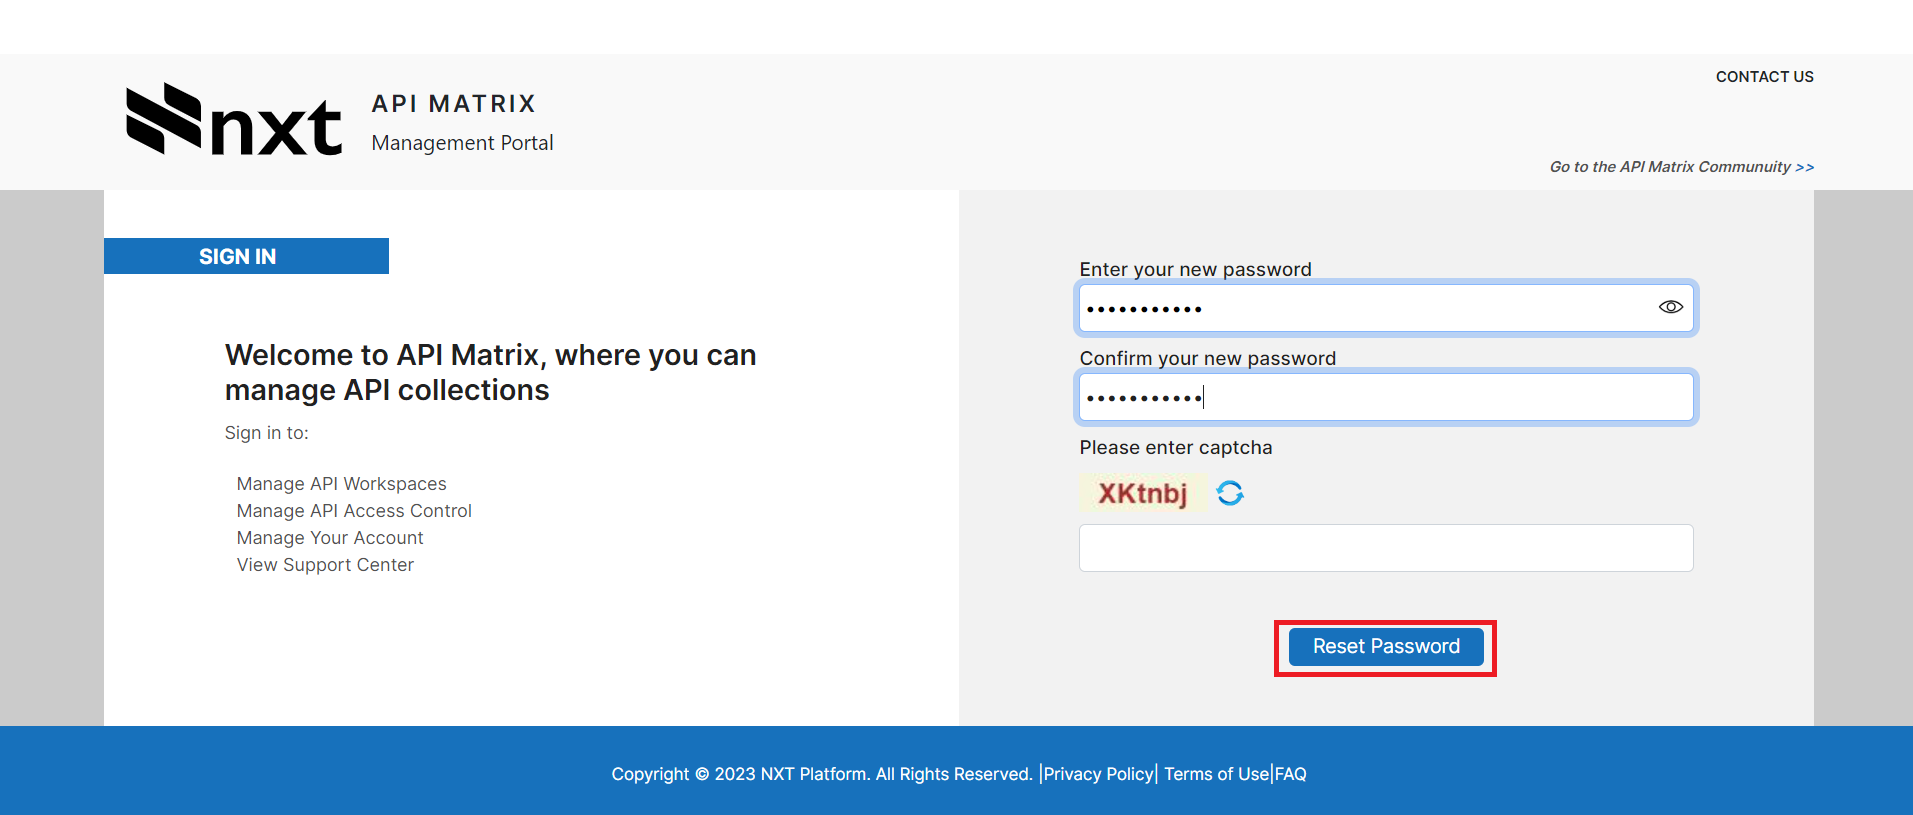 CONTACT US
nxt
API MATRIX
Management Portal
Go to the API Matrix Communuity >>
SIGN IN
Welcome to API Matrix, where you can
manage API collections
Sign in to:
Manage API Workspaces
Manage API Access Control
Manage Your Account
View Support Center
Enter your new password
•••••••••••
Confirm your new password
•••••••••••
Please enter captcha
XKtnbj
Reset Password
Copyright © 2023 NXT Platform. All Rights Reserved. |Privacy Policy| Terms of Use|FAQ